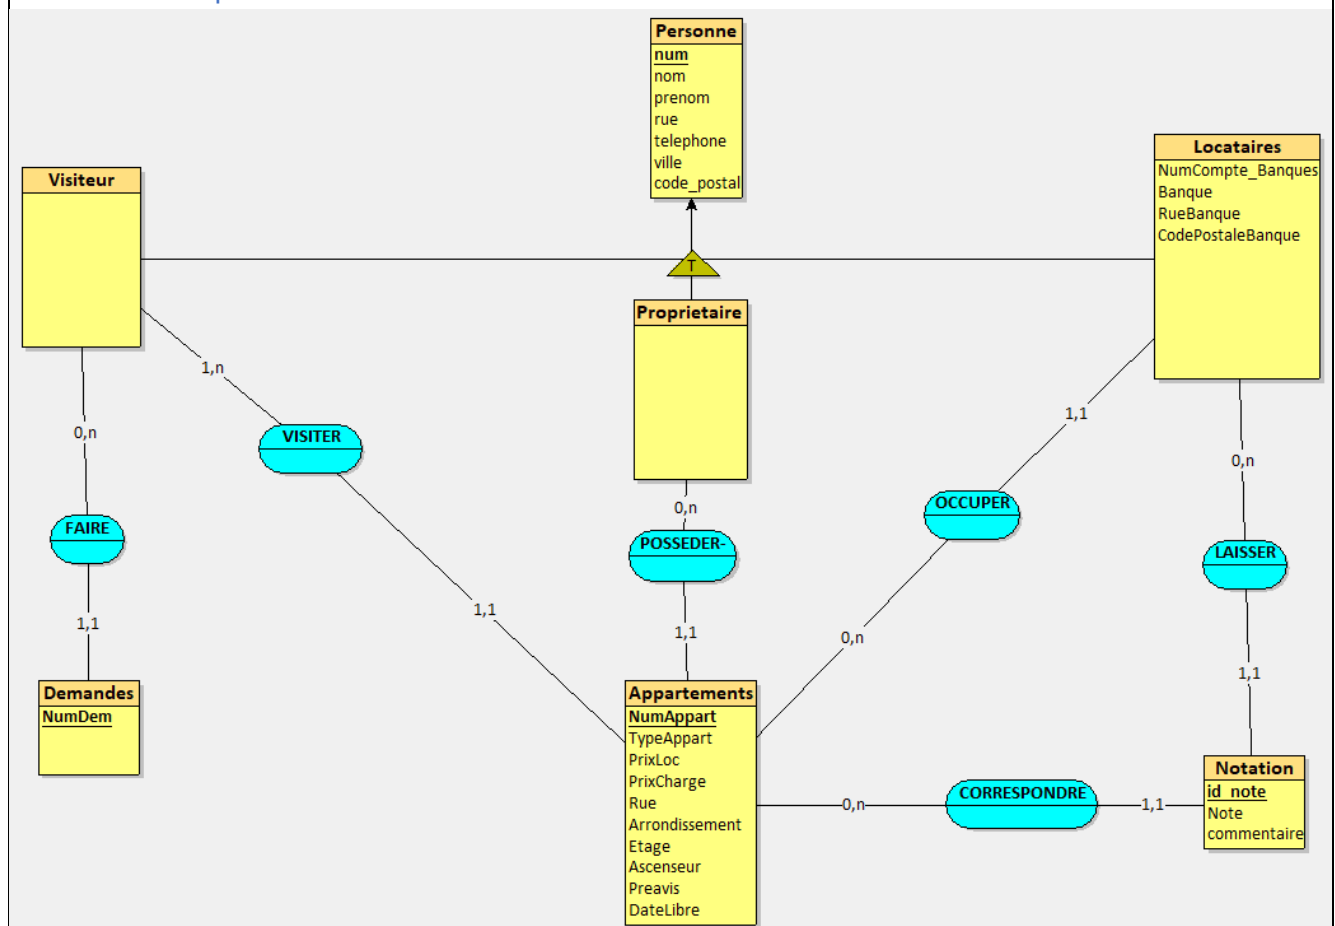 Personne
num
nom
prenom
rue
telephone
ville
code_postal
Visiteur
Locataires
NumCompte_Banques
Banque
RueBanque
CodePostaleBanque
T
Proprietaire
1,n
0,n
VISITER
FAIRE
0,n
POSSEDER-
1,1
OCCUPER
0,n
LAISSER
1,1
1,1
1,1
0,n
1,1
Demandes
NumDem
Appartements
NumAppart
TypeAppart
PrixLoc
PrixCharge
Rue
Arrondissement
Etage
Ascenseur
Preavis
DateLibre
0,n
CORRESPONDRE
1,1
Notation
id_note
Note
commentaire